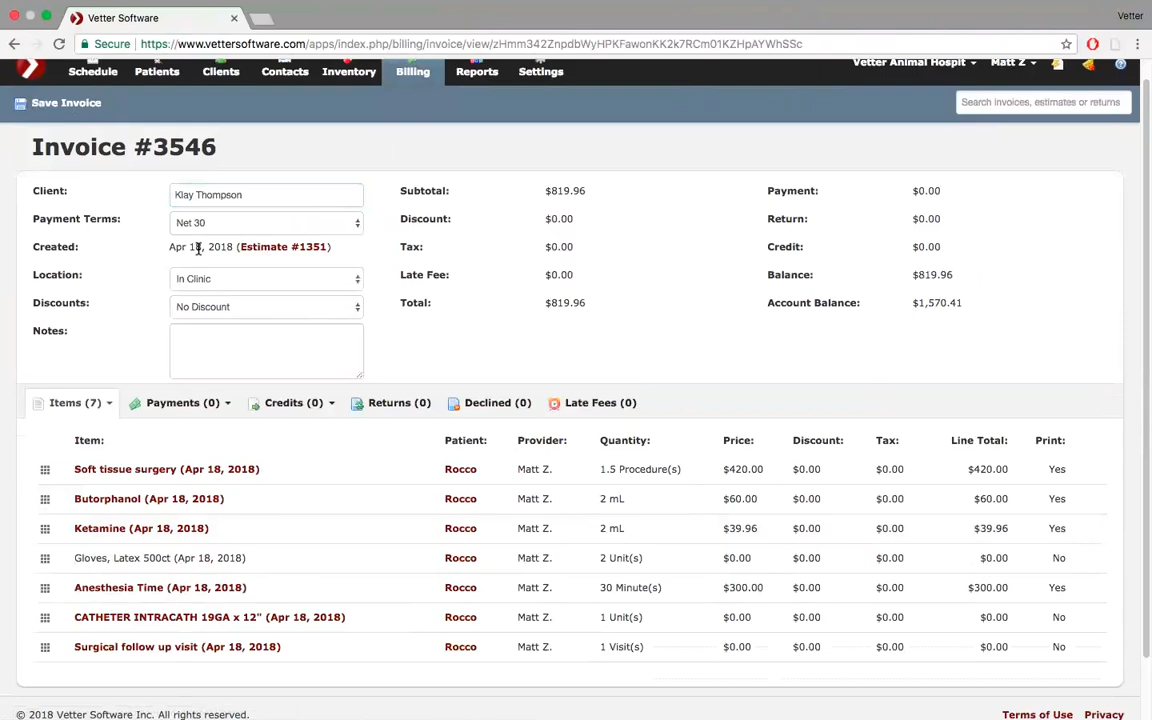 Vetter Software
Vetter
Secure https://www.vettersoftware.com/apps/index.php/billing/invoice/view/zHmm342ZnpdbWyHPKFawonKK2k7RCm01KZHpAYWhSSc
Schedule Patients Clients Contacts Inventory Billing Reports Settings Vetter Animal Hospit Matt Z
Save Invoice Search invoices, estimates or returns
Invoice #3546
Client: Klay Thompson Subtotal: $819.96 Payment: $0.00
Payment Terms: Net 30 Discount: $0.00 Return: $0.00
Created: Apr 18, 2018 (Estimate #1351) Tax: $0.00 Credit: $0.00
Location: In Clinic Late Fee: $0.00 Balance: $819.96
Discounts: No Discount Total: $819.96 Account Balance: $1,570.41
Notes:
Items (7) Payments (0) Credits (0) Returns (0) Declined (0) Late Fees (0)
Item: Patient: Provider: Quantity: Price: Discount: Tax: Line Total: Print:
Soft tissue surgery (Apr 18, 2018) Rocco Matt Z. 1.5 Procedure(s) $420.00 $0.00 $0.00 $420.00 Yes
Butorphanol (Apr 18, 2018) Rocco Matt Z. 2 mL $60.00 $0.00 $0.00 $60.00 Yes
Ketamine (Apr 18, 2018) Rocco Matt Z. 2 mL $39.96 $0.00 $0.00 $39.96 Yes
Gloves, Latex 500ct (Apr 18, 2018) Rocco Matt Z. 2 Unit(s) $0.00 $0.00 $0.00 $0.00 No
Anesthesia Time (Apr 18, 2018) Rocco Matt Z. 30 Minute(s) $300.00 $0.00 $0.00 $300.00 Yes
CATHETER INTRACATH 19GA x 12" (Apr 18, 2018) Rocco Matt Z. 1 Unit(s) $0.00 $0.00 $0.00 $0.00 No
Surgical follow up visit (Apr 18, 2018) Rocco Matt Z. 1 Visit(s) $0.00 $0.00 $0.00 $0.00 No
© 2018 Vetter Software Inc. All rights reserved. Terms of Use Privacy